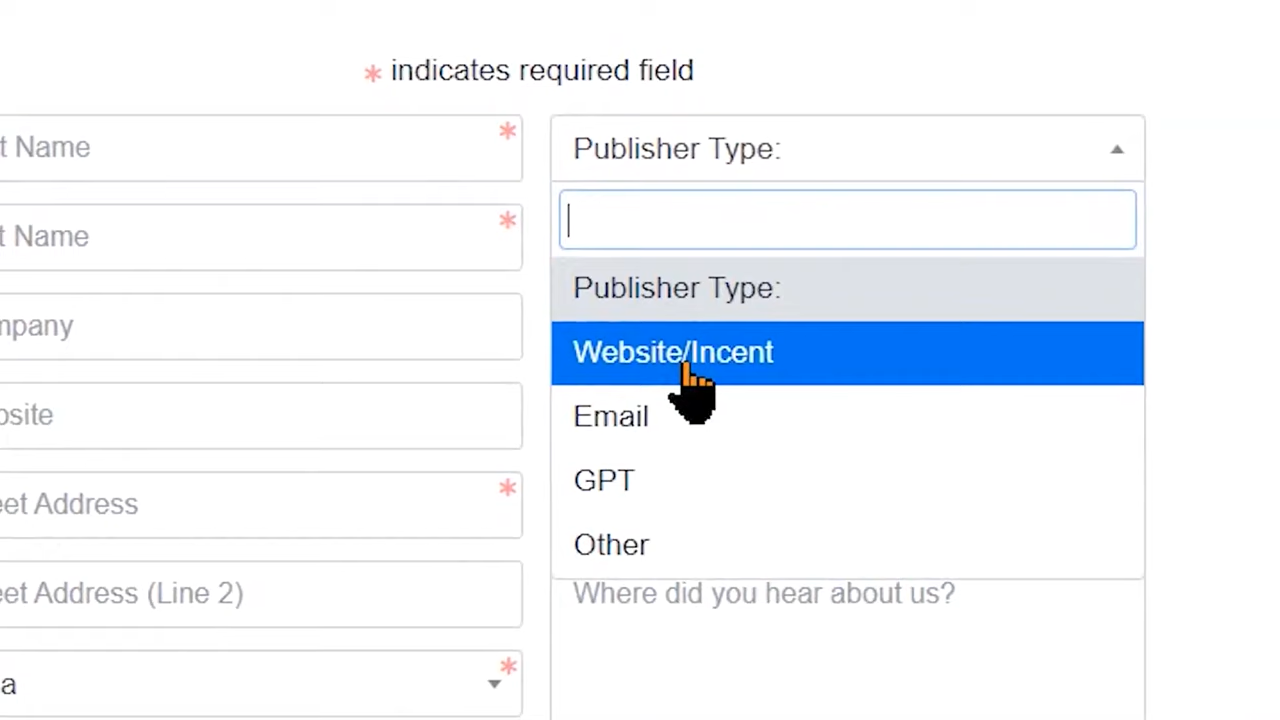 * indicates required field
t Name *
t Name *
mpany
site
eet Address *
eet Address (Line 2)
a *
Publisher Type:
Publisher Type:
Website/Incent
Email
GPT
Other
Where did you hear about us?